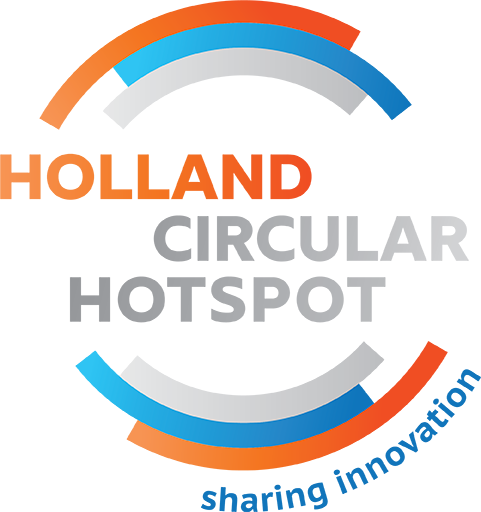 HOLLAND
CIRCULAR
HOTSPOT
sharing innovation